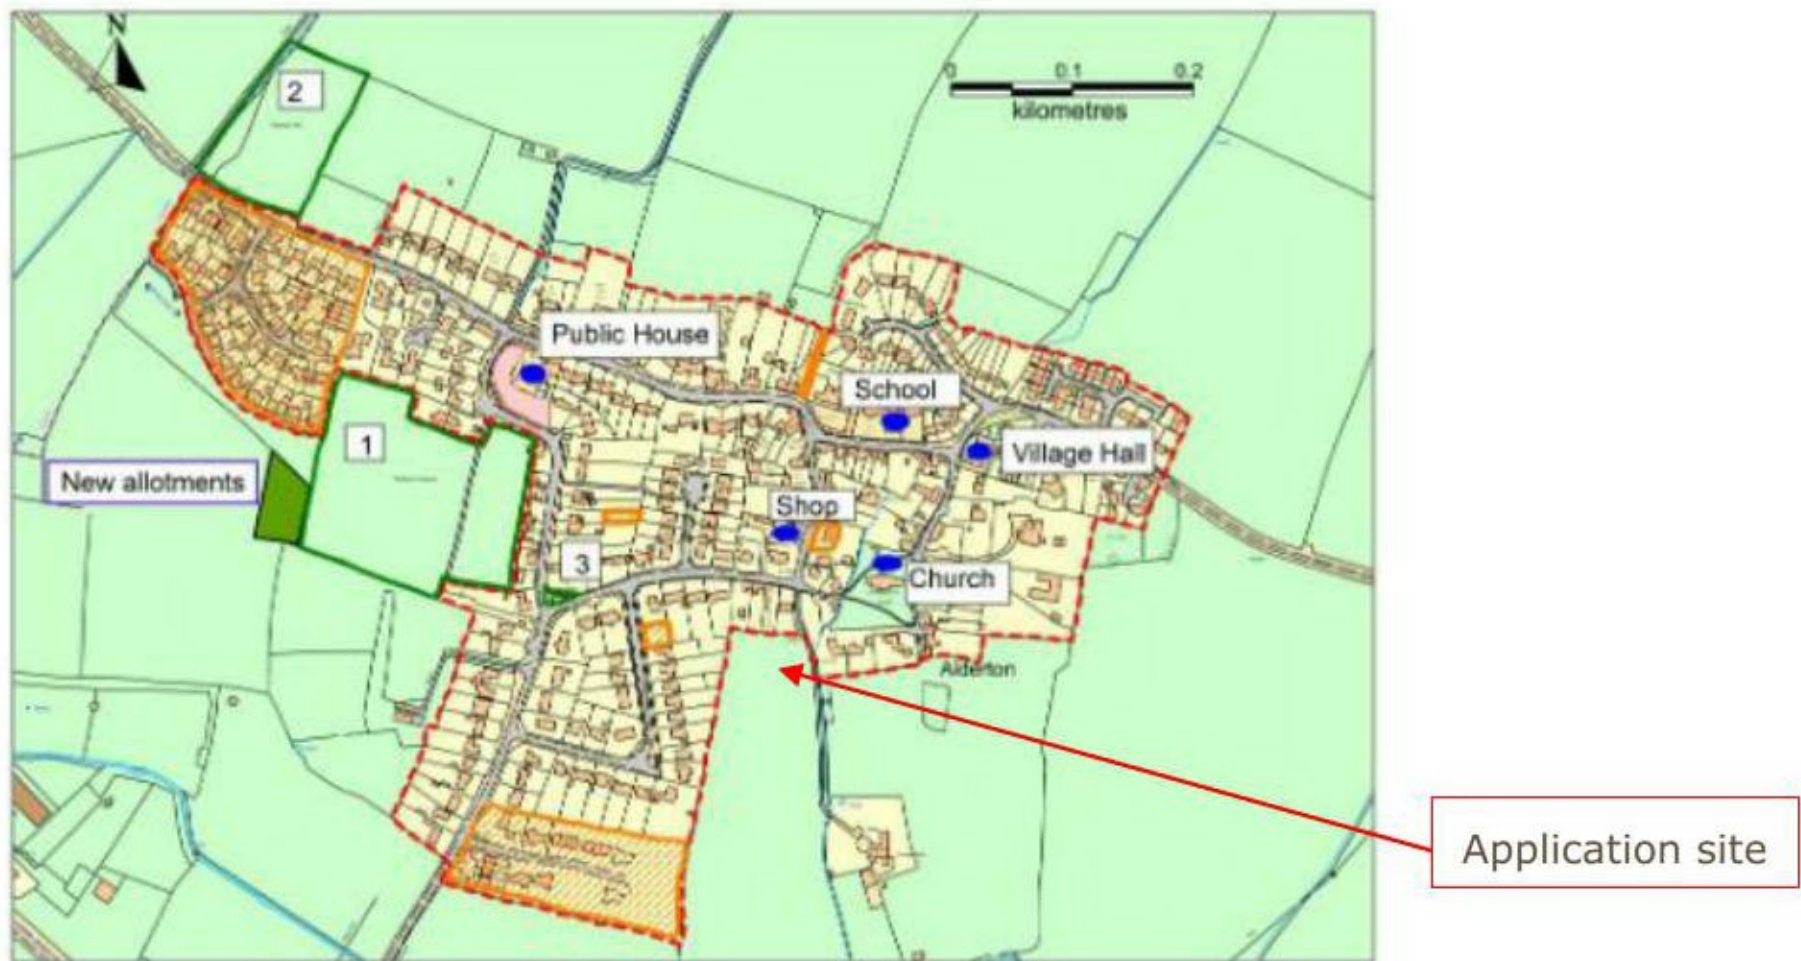 N
2
0 0.1 0.2
kilometres
Public House
School
1
Village Hall
New allotments
Shop
3
Church
Alderton
Application site